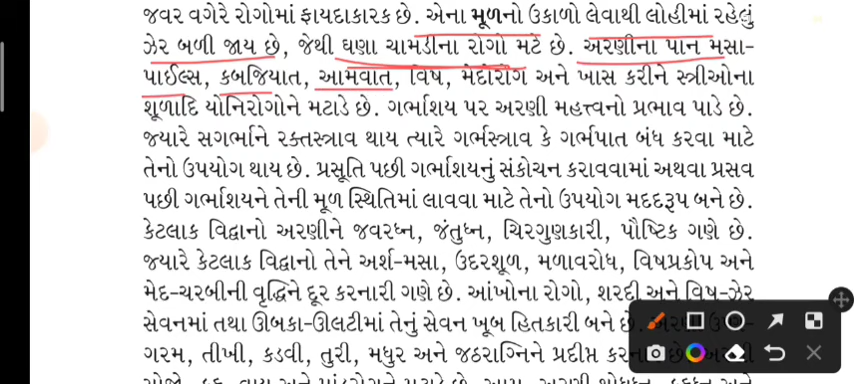 જ્વર વગેરે રોગોમાં ફાયદાકારક છે. એના મૂળનો ઉકાળો લેવાથી લોહીમાં રહેલું
ઝેર બળી જાય છે, જેથી ઘણા ચામડીના રોગો મટે છે. અરણીના પાન મસા-
પાઈલ્સ, કબજિયાત, આમવાત, વિષ, મેદોરોગ અને ખાસ કરીને સ્ત્રીઓના
શૂળાદિ યોનિરોગોને મટાડે છે. ગર્ભાશય પર અરણી મહત્ત્વનો પ્રભાવ પાડે છે.
જ્યારે સગર્ભાને રક્તસ્ત્રાવ થાય ત્યારે ગર્ભસ્ત્રાવ કે ગર્ભપાત બંધ કરવા માટે
તેનો ઉપયોગ થાય છે. પ્રસૂતિ પછી ગર્ભાશયનું સંકોચન કરાવવામાં અથવા પ્રસવ
પછી ગર્ભાશયને તેની મૂળ સ્થિતિમાં લાવવા માટે તેનો ઉપયોગ મદદરૂપ બને છે.
કેટલાક વિદ્વાનો અરણીને જવરઘ્ન, જંતુઘ્ન, ચિરગુણકારી, પૌષ્ટિક ગણે છે.
જ્યારે કેટલાક વિદ્વાનો તેને અર્શ-મસા, ઉદરશૂળ, મળાવરોધ, વિષપ્રકોપ અને
મેદ-ચરબીની વૃદ્ધિને દૂર કરનારી ગણે છે. આંખોના રોગો, શરદી અને વિષ-ઝેર
સેવનમાં તથા ઊબકા-ઊલટીમાં તેનું સેવન ખૂબ હિતકારી બને છે.
ગરમ, તીખી, કડવી, તુરી, મધુર અને જઠરાગ્નિને પ્રદીપ્ત